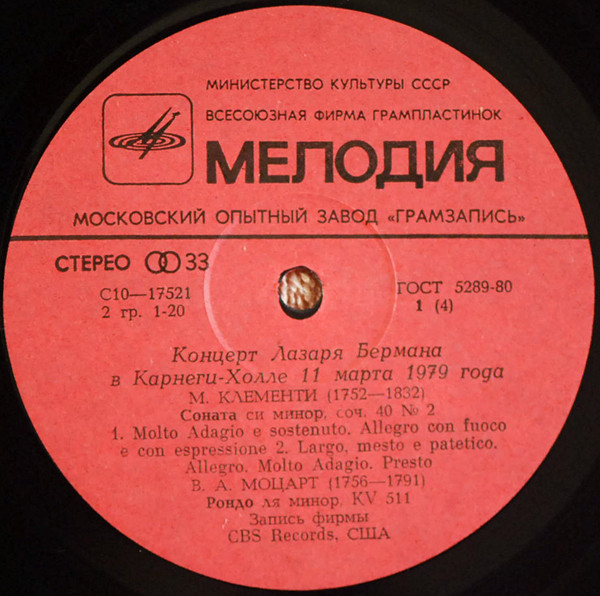 МИНИСТЕРСТВО КУЛЬТУРЫ СССР
ВСЕСОЮЗНАЯ ФИРМА ГРАМПЛАСТИНОК
МЕЛОДИЯ
МОСКОВСКИЙ ОПЫТНЫЙ ЗАВОД «ГРАМЗАПИСЬ»
СТЕРЕО 33
С10—17521
2 гр. 1-20
ГОСТ 5289-80
1 (4)
Концерт Лазаря Бермана
в Карнеги-Холле 11 марта 1979 года
М. КЛЕМЕНТИ (1752—1832)
Соната си минор, соч. 40 № 2
1. Molto Adagio e sostenuto. Allegro con fuoco
e con espressione 2. Largo, mesto e patetico.
Allegro. Molto Adagio. Presto
В. А. МОЦАРТ (1756—1791)
Рондо ля минор, KV 511
Запись фирмы
CBS Records, США